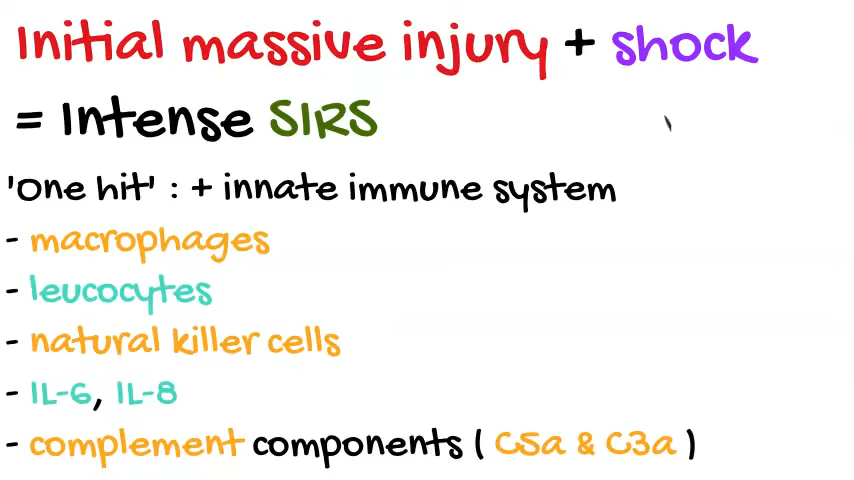 Initial massive injury + shock
= Intense SIRS
'One hit' : + innate immune system
- macrophages
- leucocytes
- natural killer cells
- IL-6, IL-8
- complement components ( C5a & C3a )